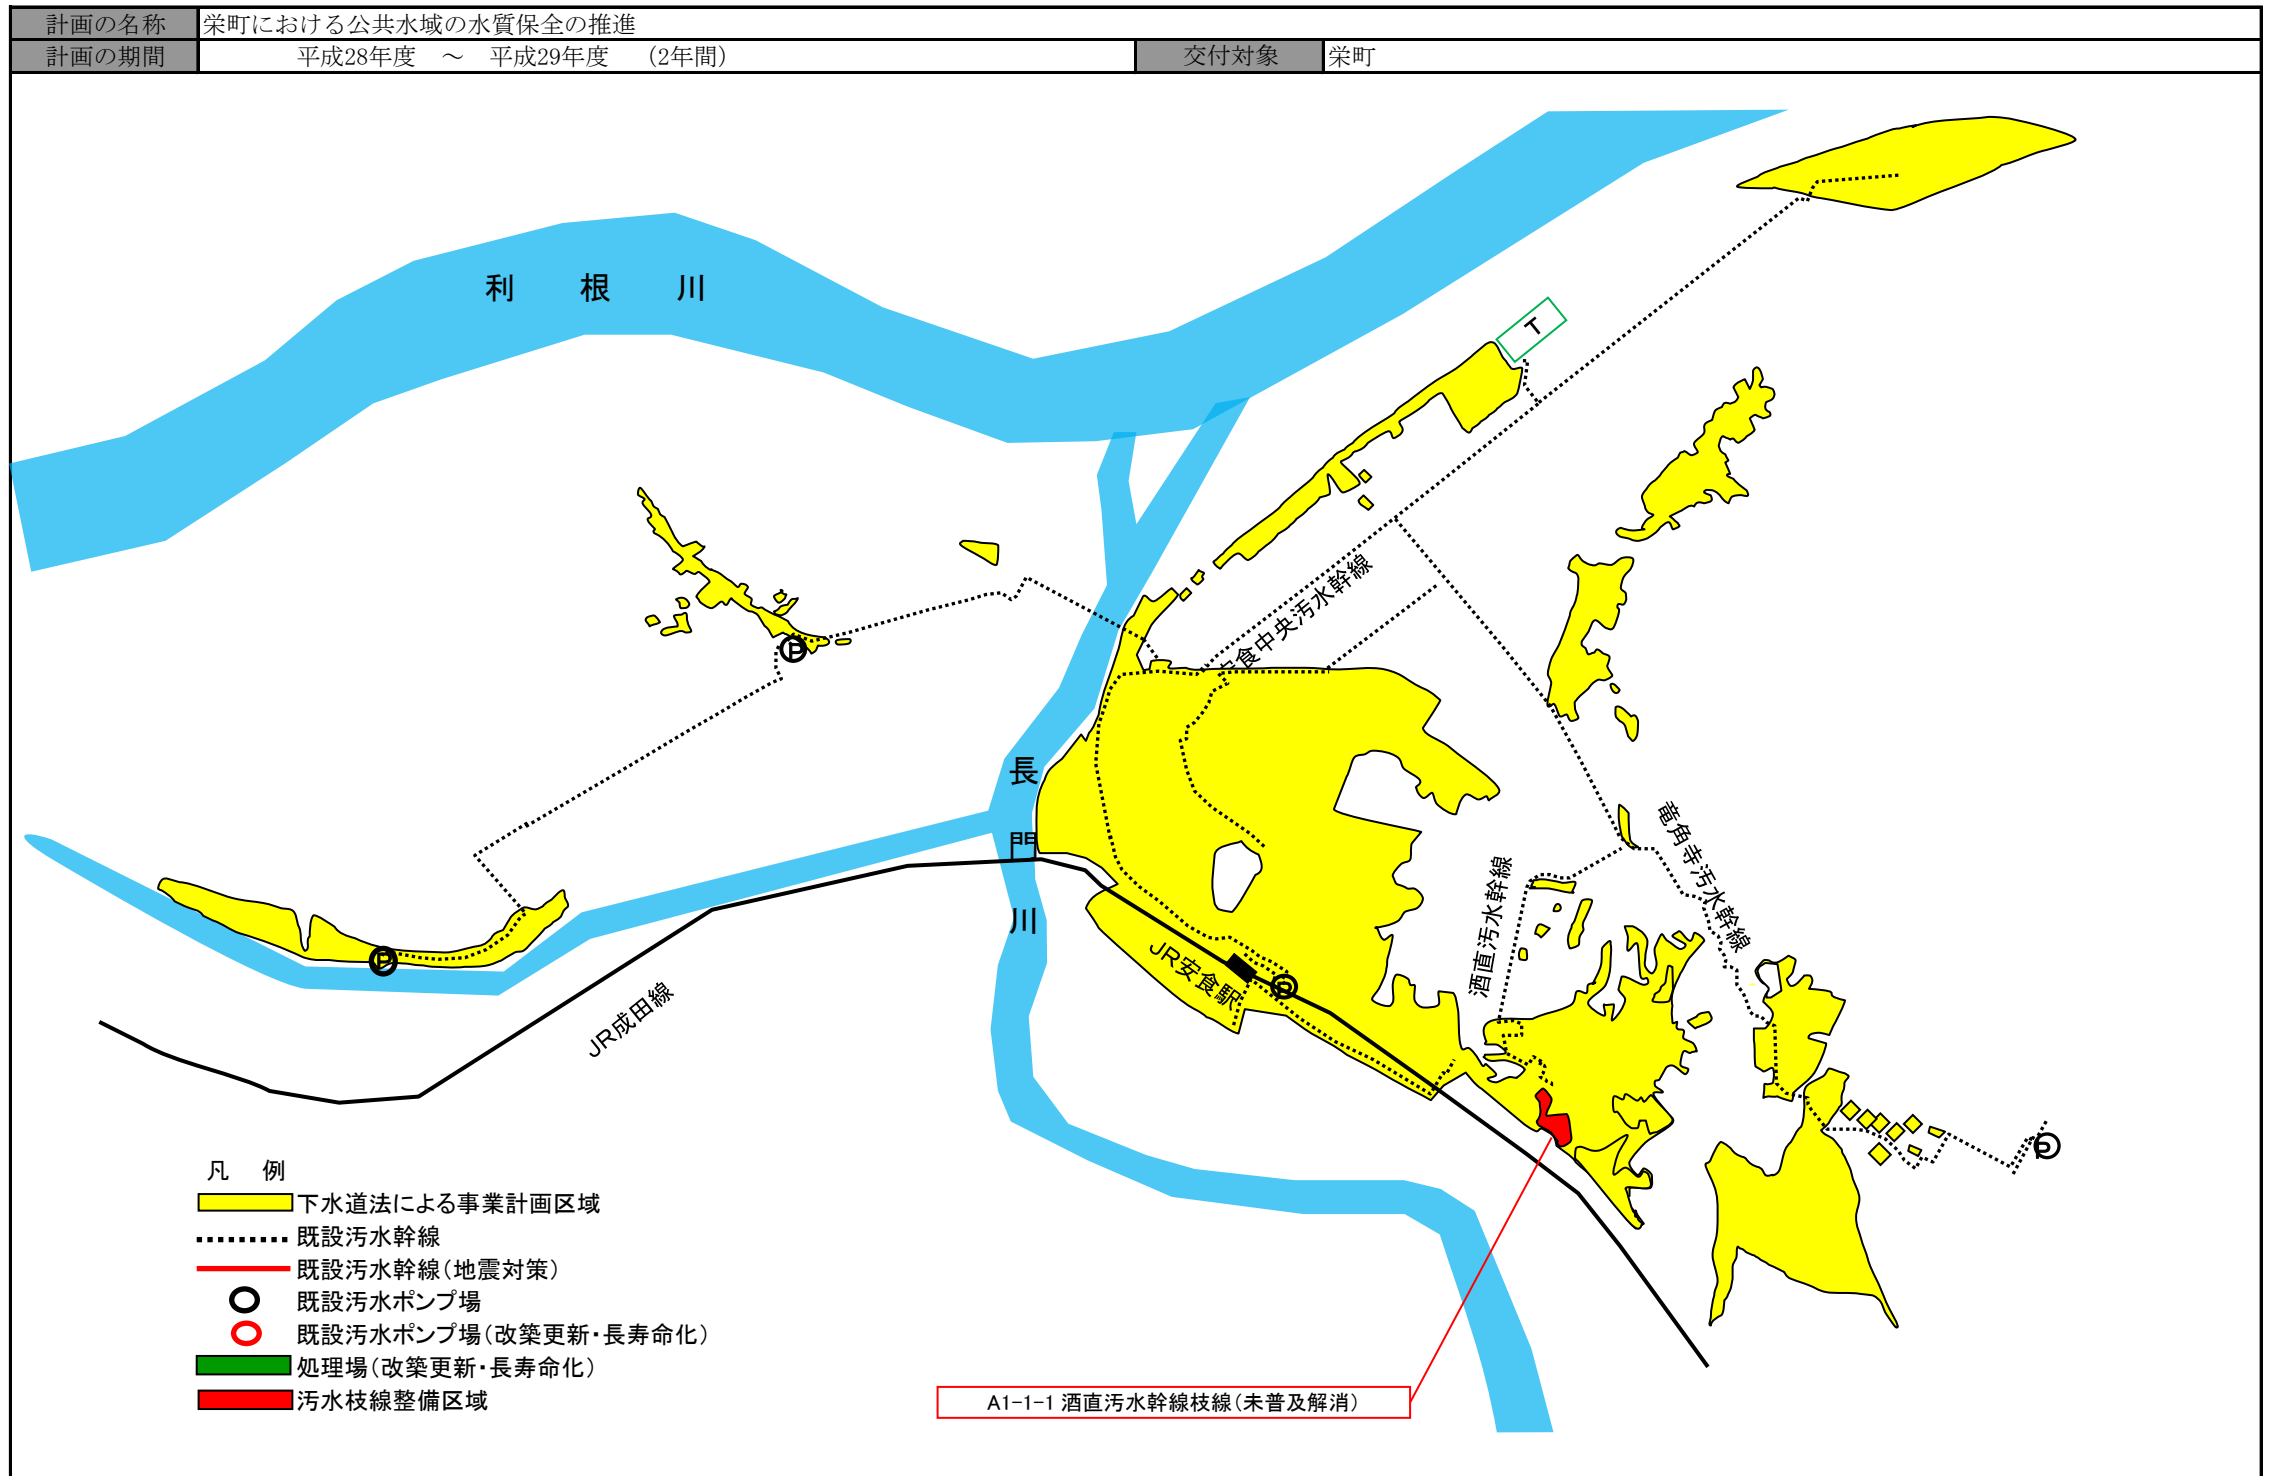 計画の名称 栄町における公共水域の水質保全の推進
計画の期間 平成28年度 ～ 平成29年度 （2年間） 交付対象 栄町
利 根 川
T
安食中央汚水幹線
P
長門川
竜角寺汚水幹線
酒直汚水幹線
P
JR安食駅
P
JR成田線
P
凡 例
下水道法による事業計画区域
既設汚水幹線
既設汚水幹線（地震対策）
既設汚水ポンプ場
既設汚水ポンプ場（改築更新・長寿命化）
処理場（改築更新・長寿命化）
汚水枝線整備区域
A1-1-1 酒直汚水幹線枝線（未普及解消）